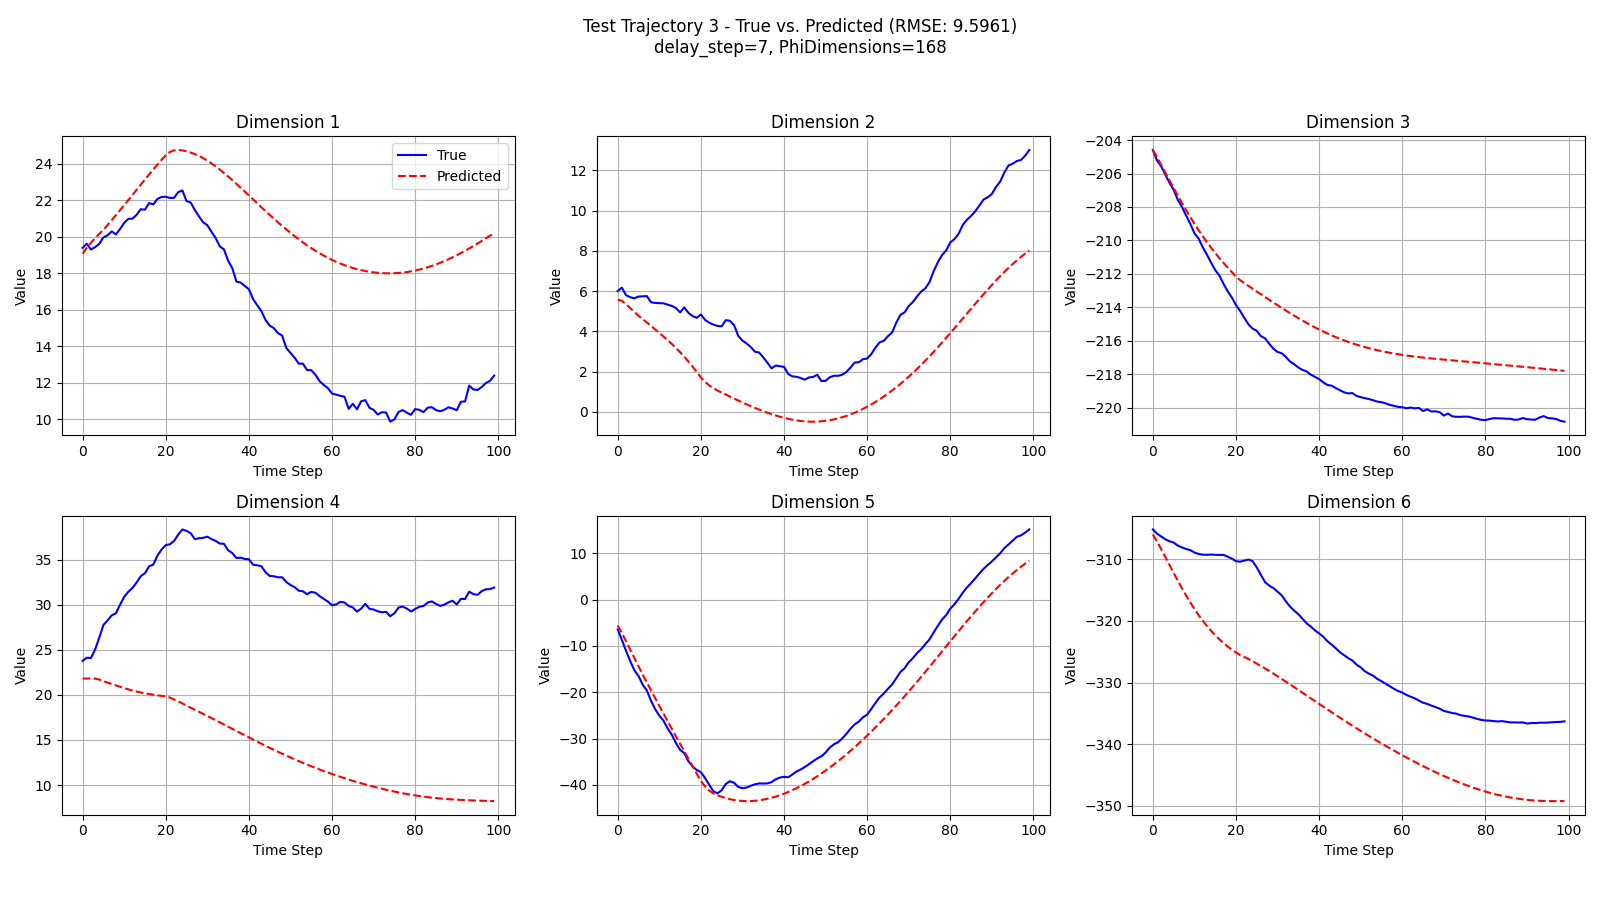 Test Trajectory 3 - True vs. Predicted (RMSE: 9.5961)
delay_step=7, PhiDimensions=168
Dimension 1
Value
24
22
20
18
16
14
12
10
True
Predicted
0 20 40 60 80 100
Time Step
Dimension 2
Value
12
10
8
6
4
2
0
0 20 40 60 80 100
Time Step
Dimension 3
Value
−204
−206
−208
−210
−212
−214
−216
−218
−220
0 20 40 60 80 100
Time Step
Dimension 4
Value
35
30
25
20
15
10
0 20 40 60 80 100
Time Step
Dimension 5
Value
10
0
−10
−20
−30
−40
0 20 40 60 80 100
Time Step
Dimension 6
Value
−310
−320
−330
−340
−350
0 20 40 60 80 100
Time Step